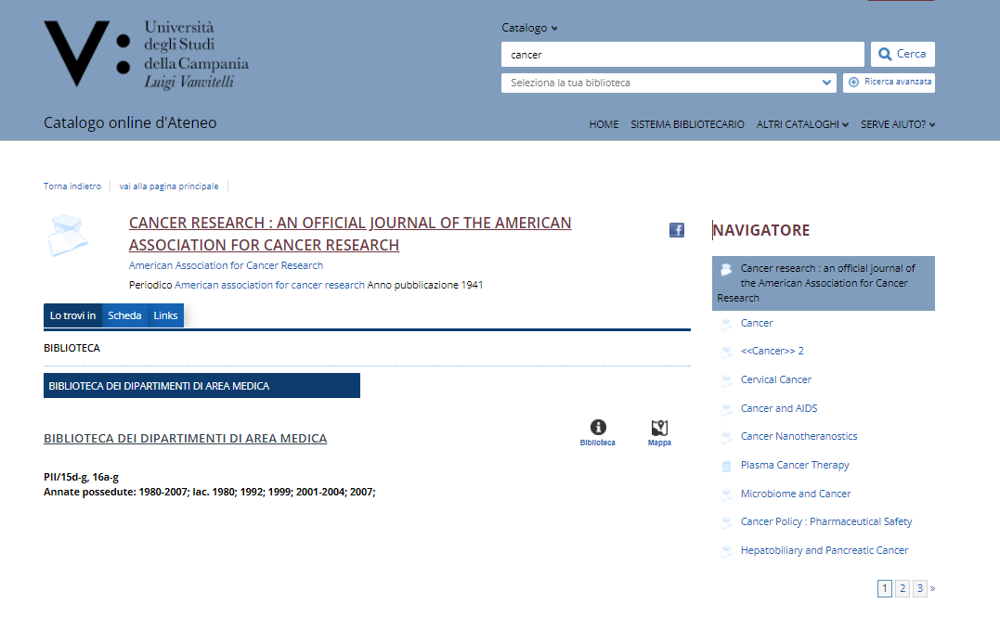 Università
degli Studi
della Campania
Luigi Vanvitelli
Catalogo online d'Ateneo
Catalogo
cancer
Cerca
Seleziona la tua biblioteca
Ricerca avanzata
HOME SISTEMA BIBLIOTECARIO ALTRI CATALOGHI SERVE AIUTO?
Torna indietro vai alla pagina principale
CANCER RESEARCH : AN OFFICIAL JOURNAL OF THE AMERICAN
ASSOCIATION FOR CANCER RESEARCH
American Association for Cancer Research
Periodico American association for cancer research Anno pubblicazione 1941
Lo trovi in Scheda Links
BIBLIOTECA
BIBLIOTECA DEI DIPARTIMENTI DI AREA MEDICA
BIBLIOTECA DEI DIPARTIMENTI DI AREA MEDICA
Biblioteca Mappa
PII/15d-g, 16a-g
Annate possedute: 1980-2007; lac. 1980; 1992; 1999; 2001-2004; 2007;
NAVIGATORE
Cancer research : an official journal of
the American Association for Cancer
Research
Cancer
<<Cancer>> 2
Cervical Cancer
Cancer and AIDS
Cancer Nanotheranostics
Plasma Cancer Therapy
Microbiome and Cancer
Cancer Policy : Pharmaceutical Safety
Hepatobiliary and Pancreatic Cancer
1 2 3 »